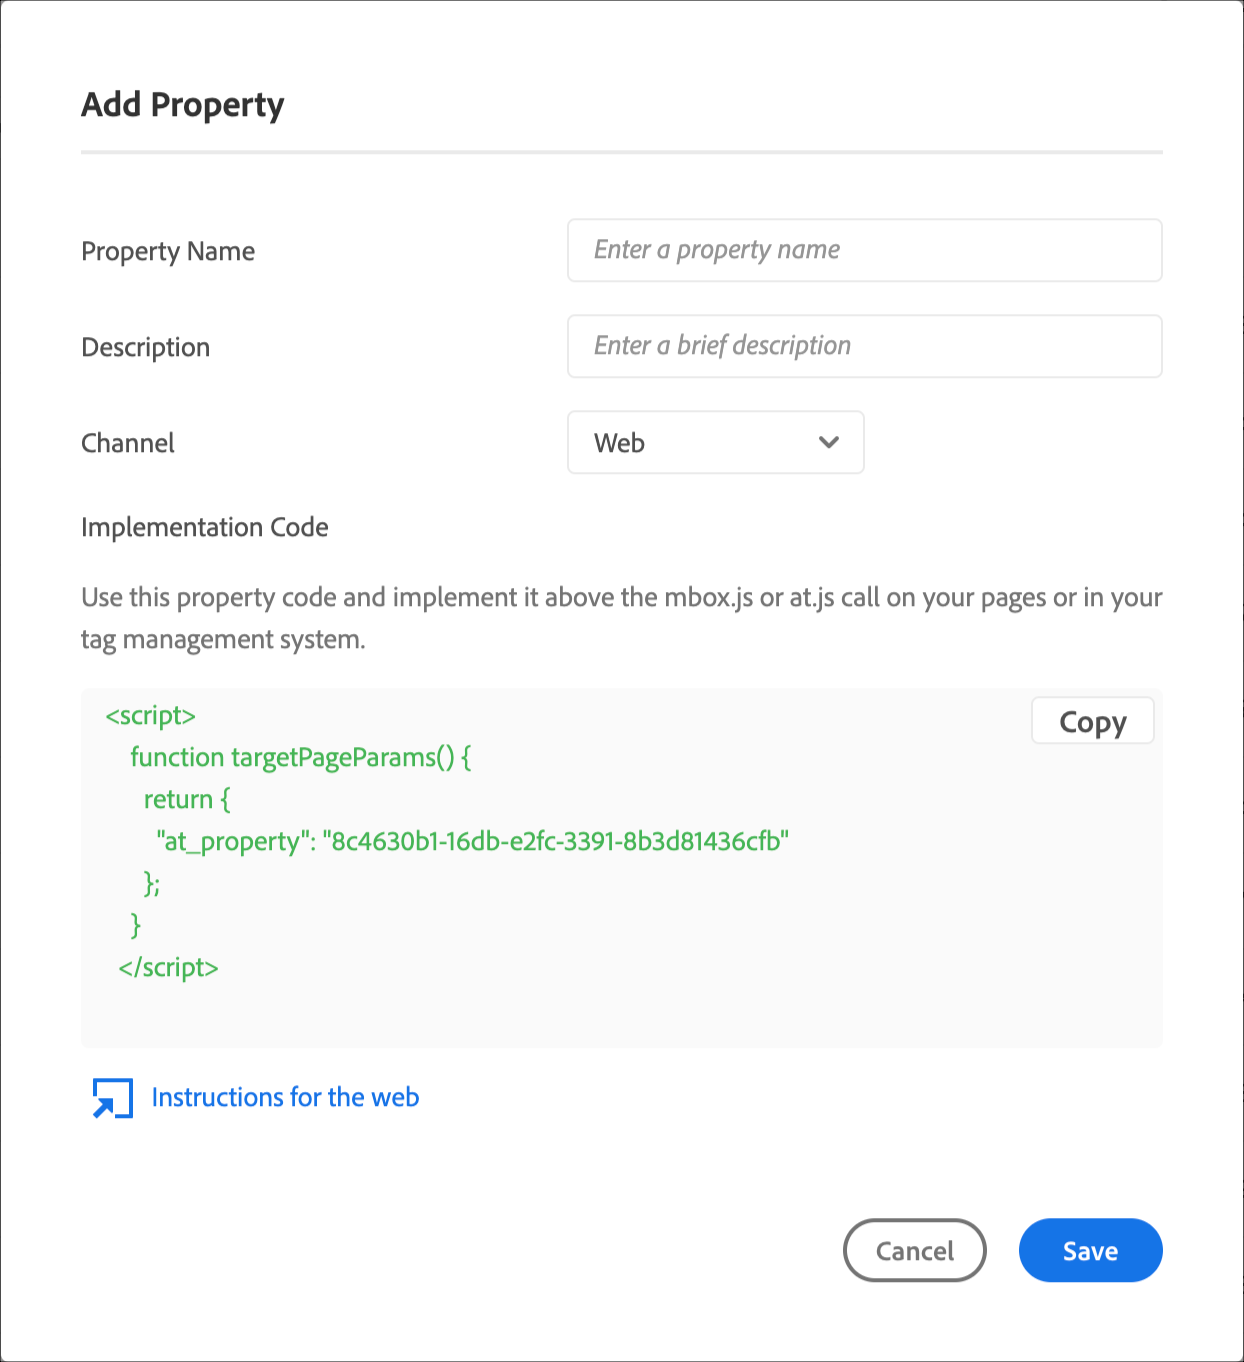 Add Property
Property Name
Enter a property name
Description
Enter a brief description
Channel
Web
Implementation Code
Use this property code and implement it above the mbox.js or at.js call on your pages or in your
tag management system.
Copy
<script>
function targetPageParams() {
return {
"at_property": "8c4630b1-16db-e2fc-3391-8b3d81436cfb"
};
}
</script>
Instructions for the web
Cancel
Save